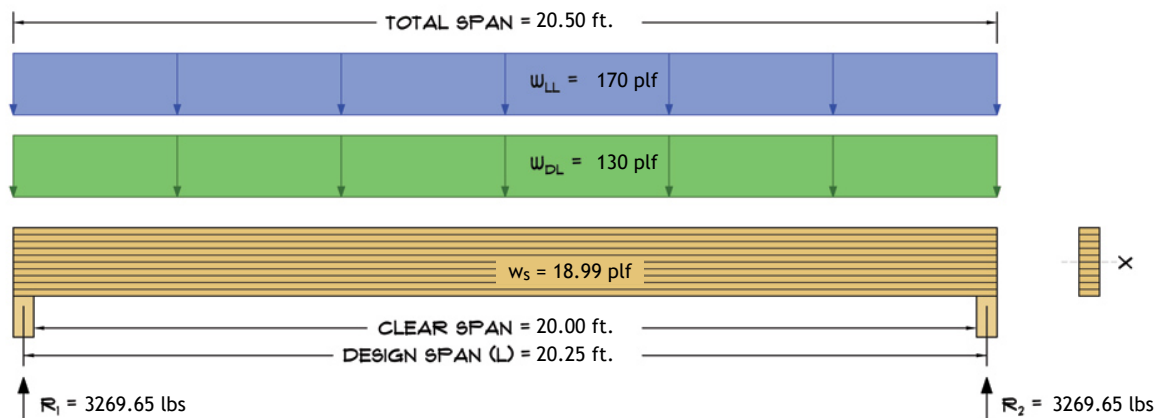 TOTAL SPAN = 20.50 ft.
wLL = 170 plf
wDL = 130 plf
ws = 18.99 plf
X
CLEAR SPAN = 20.00 ft.
DESIGN SPAN (L) = 20.25 ft.
R1 = 3269.65 lbs
R2 = 3269.65 lbs